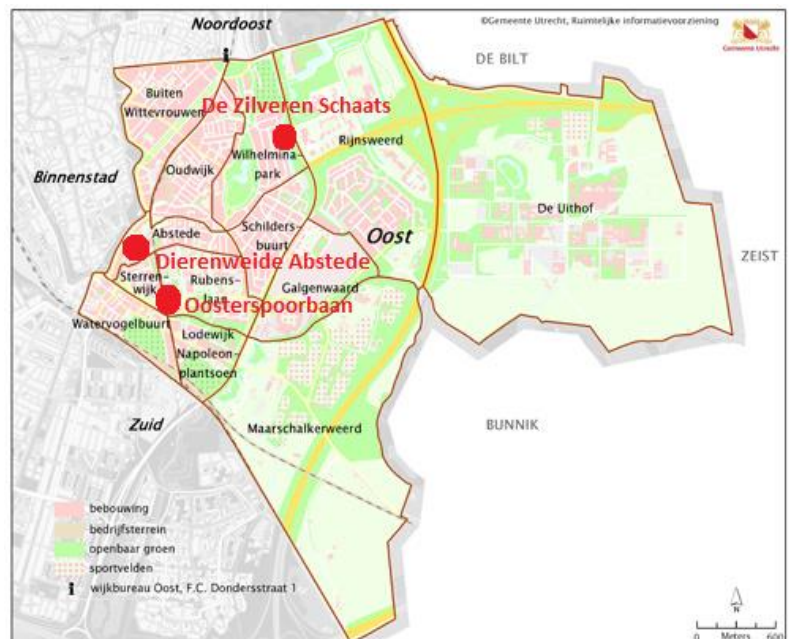 Noordoost
©Gemeente Utrecht, Ruimtelijke informatievoorziening
Gemeente Utrecht
DE BILT
Buiten
Wittevrouwen
De Zilveren Schaats
Rijnsweerd
Wilhelmina-
park
Oudwijk
Binnenstad
De Uithof
Abstede
Schilders-
buurt
Oost
ZEIST
Dierenweide Abstede
Sterren-
wijk
Rubens-
laan
Galgenwaard
Oosterspoorbaan
Watervogelbuurt
Lodewijk
Napoleon-
plantsoen
Zuid
Maarschalkerweerd
BUNNIK
bebouwing
bedrijfsterrein
openbaar groen
sportvelden
i wijkbureau Oost, F.C. Dondersstraat 1
N
0 Meters 600